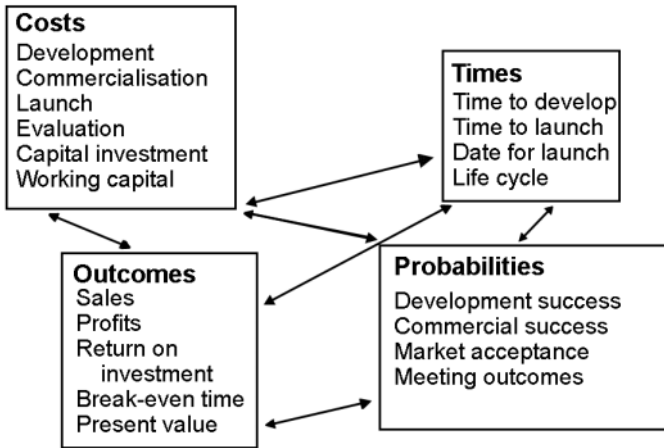 Costs
Development
Commercialisation
Launch
Evaluation
Capital investment
Working capital
Times
Time to develop
Time to launch
Date for launch
Life cycle
Outcomes
Sales
Profits
Return on
investment
Break-even time
Present value
Probabilities
Development success
Commercial success
Market acceptance
Meeting outcomes